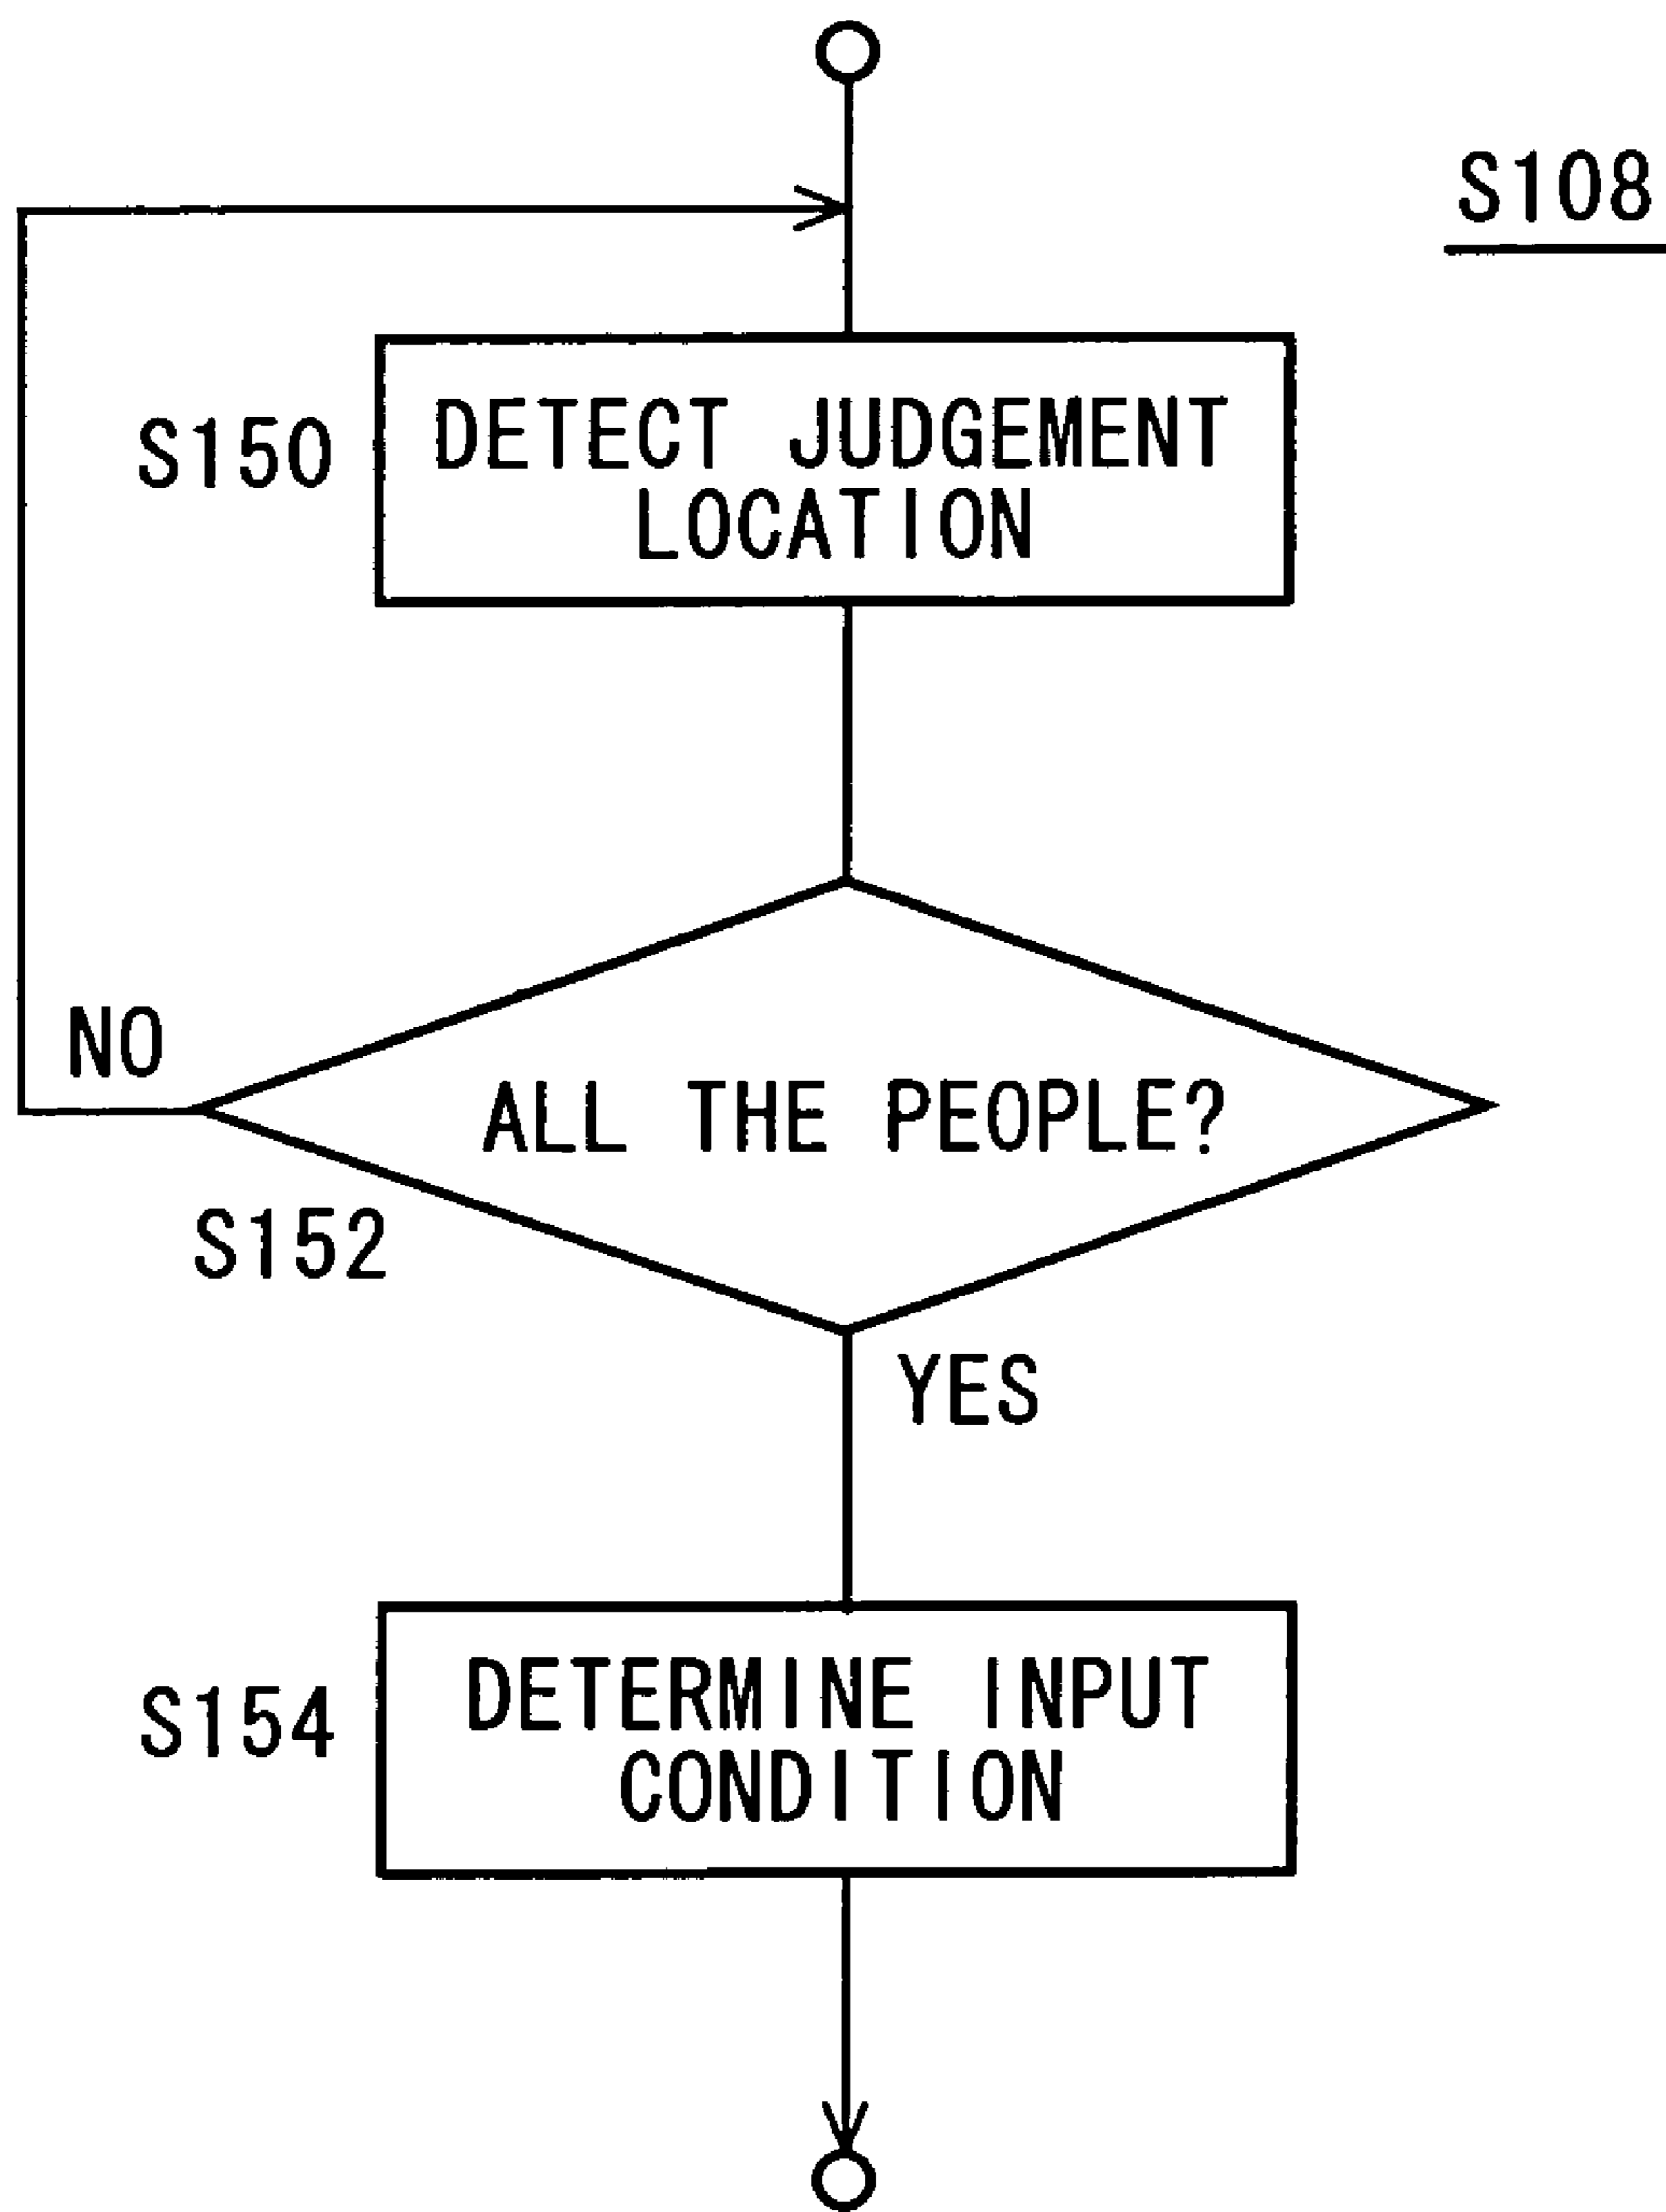 S108
S150
DETECT JUDGEMENT
LOCATION
NO
ALL THE PEOPLE?
S152
YES
S154
DETERMINE INPUT
CONDITION